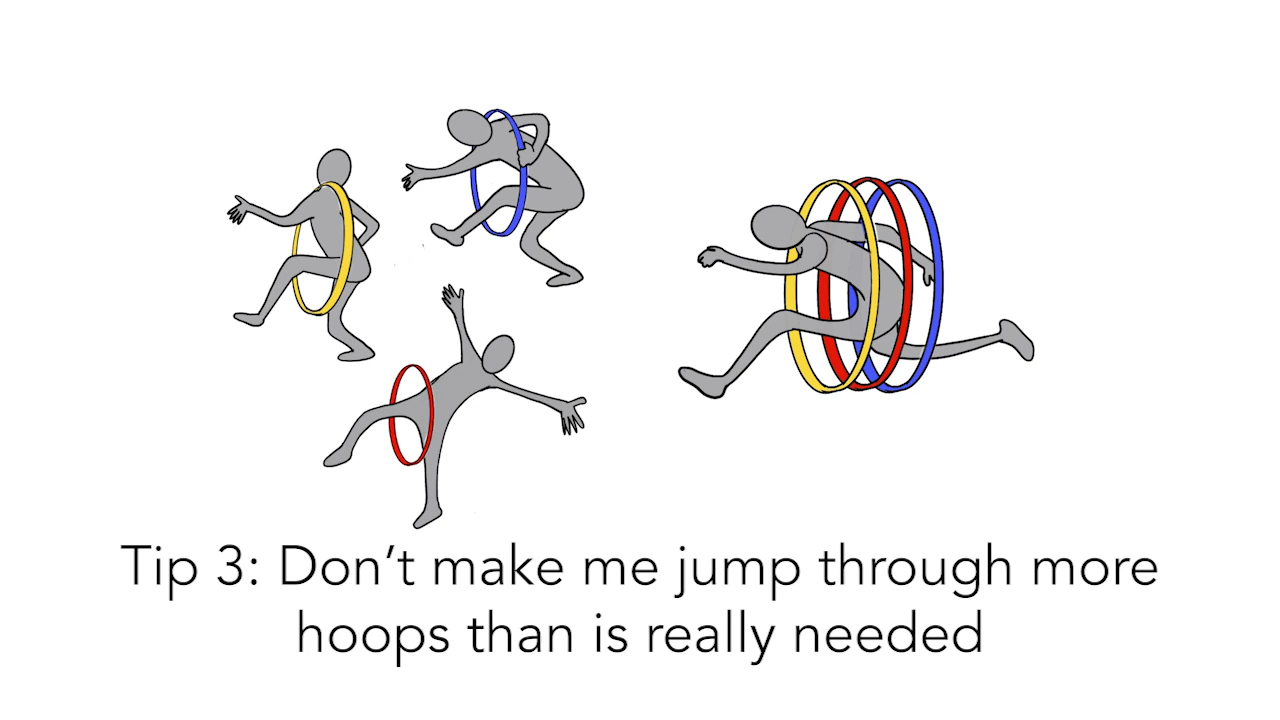 Tip 3: Don’t make me jump through more
hoops than is really needed